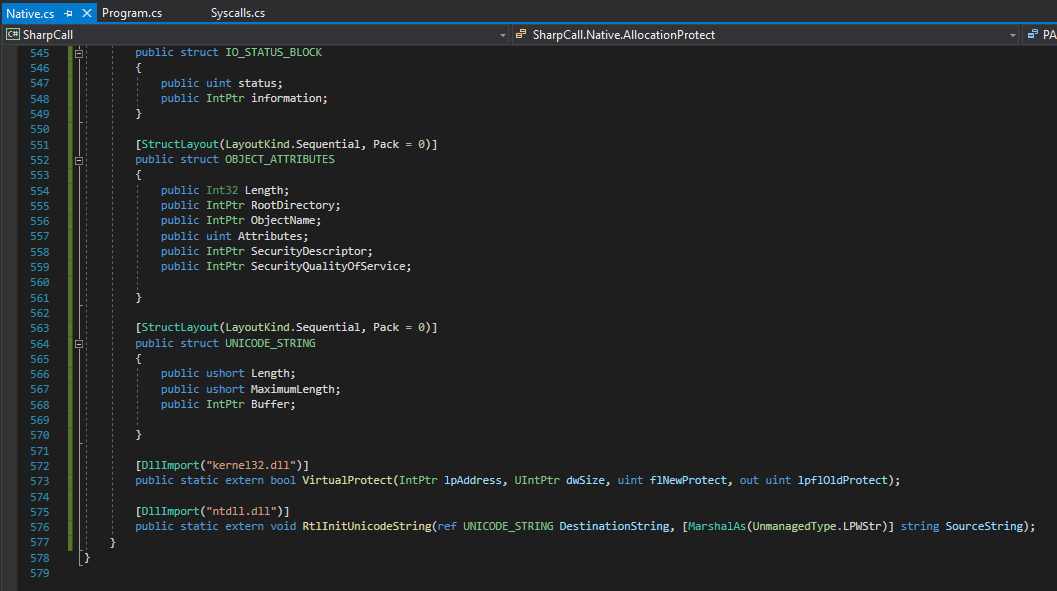 Native.cs Program.cs Syscalls.cs
C# SharpCall SharpCall.Native.AllocationProtect PA
545 public struct IO_STATUS_BLOCK
546 {
547 public uint status;
548 public IntPtr information;
549 }
550
551 [StructLayout(LayoutKind.Sequential, Pack = 0)]
552 public struct OBJECT_ATTRIBUTES
553 {
554 public Int32 Length;
555 public IntPtr RootDirectory;
556 public IntPtr ObjectName;
557 public uint Attributes;
558 public IntPtr SecurityDescriptor;
559 public IntPtr SecurityQualityOfService;
560
561 }
562
563 [StructLayout(LayoutKind.Sequential, Pack = 0)]
564 public struct UNICODE_STRING
565 {
566 public ushort Length;
567 public ushort MaximumLength;
568 public IntPtr Buffer;
569
570 }
571
572 [DllImport("kernel32.dll")]
573 public static extern bool VirtualProtect(IntPtr lpAddress, UIntPtr dwSize, uint flNewProtect, out uint lpflOldProtect);
574
575 [DllImport("ntdll.dll")]
576 public static extern void RtlInitUnicodeString(ref UNICODE_STRING DestinationString, [MarshalAs(UnmanagedType.LPWStr)] string SourceString);
577 }
578 }
579